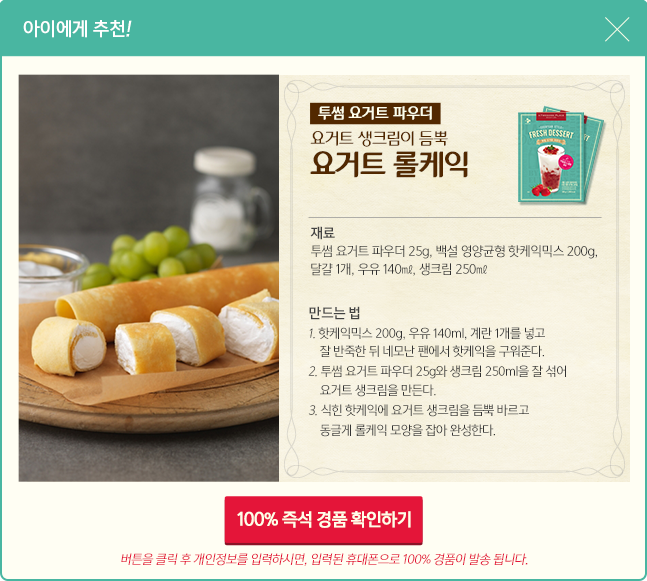 아이에게 추천!
투썸 요거트 파우더
요거트 생크림이 듬뿍
요거트 롤케익
FRESH DESSERT
재료
투썸 요거트 파우더 25g, 백설 영양균형 핫케익믹스 200g,
달걀 1개, 우유 140㎖, 생크림 250㎖
만드는 법
1. 핫케익믹스 200g, 우유 140ml, 계란 1개를 넣고
잘 반죽한 뒤 네모난 팬에서 핫케익을 구워준다.
2. 투썸 요거트 파우더 25g와 생크림 250ml을 잘 섞어
요거트 생크림을 만든다.
3. 식힌 핫케익에 요거트 생크림을 듬뿍 바르고
동글게 롤케익 모양을 잡아 완성한다.
100% 즉석 경품 확인하기
버튼을 클릭 후 개인정보를 입력하시면, 입력된 휴대폰으로 100% 경품이 발송 됩니다.